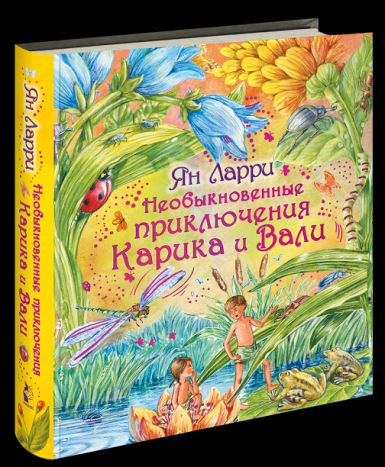 Ян Ларри
Необыкновенные
приключения
Карика и Вали
Ян Ларри
Необыкновенные приключения
Карика и Вали